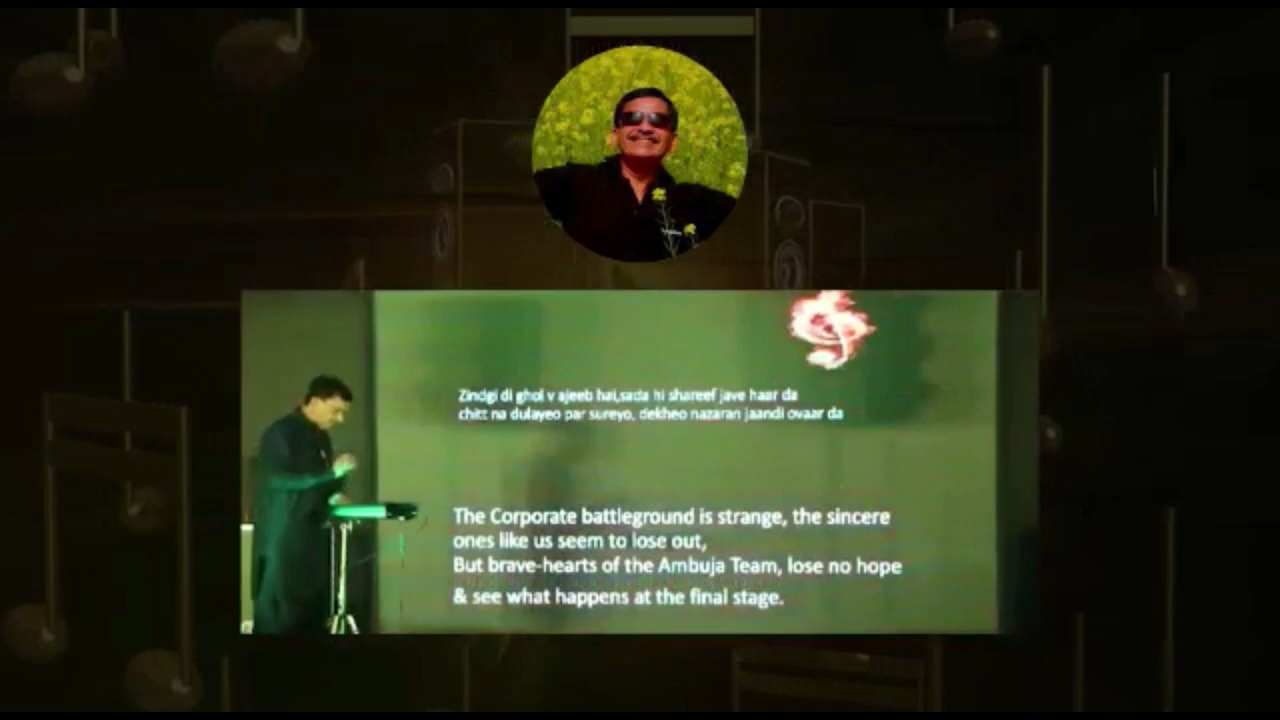 Zindgi di ghol v ajeeb hai,sada hi shareef jave haar da
chitt na dulayeo par sureyo, dekheo nazaran jaandi ovaar da
The Corporate battleground is strange, the sincere
ones like us seem to lose out,
But brave-hearts of the Ambuja Team, lose no hope
& see what happens at the final stage.